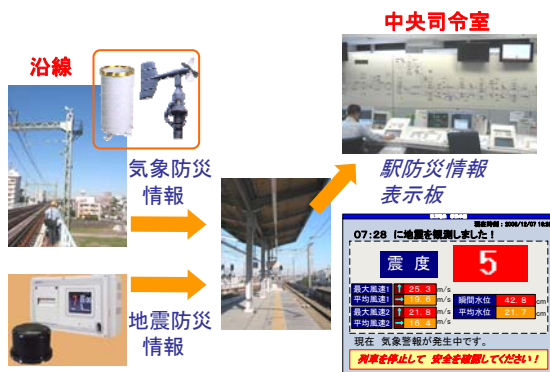 中央司令室
沿線
気象防災
情報
駅防災情報
表示板
地震防災
情報
07:28 に地震を観測しました！
震度 5
最大風速1 ↑ 25.3 m/s
平均風速1 → 19.6 m/s 瞬間水位 42.8 cm
最大風速2 ↑ 21.8 m/s 平均水位 21.7 cm
平均風速2 → 16.4 m/s
現在 気象警報が発生中です。
列車を停止して 安全を確認してください！